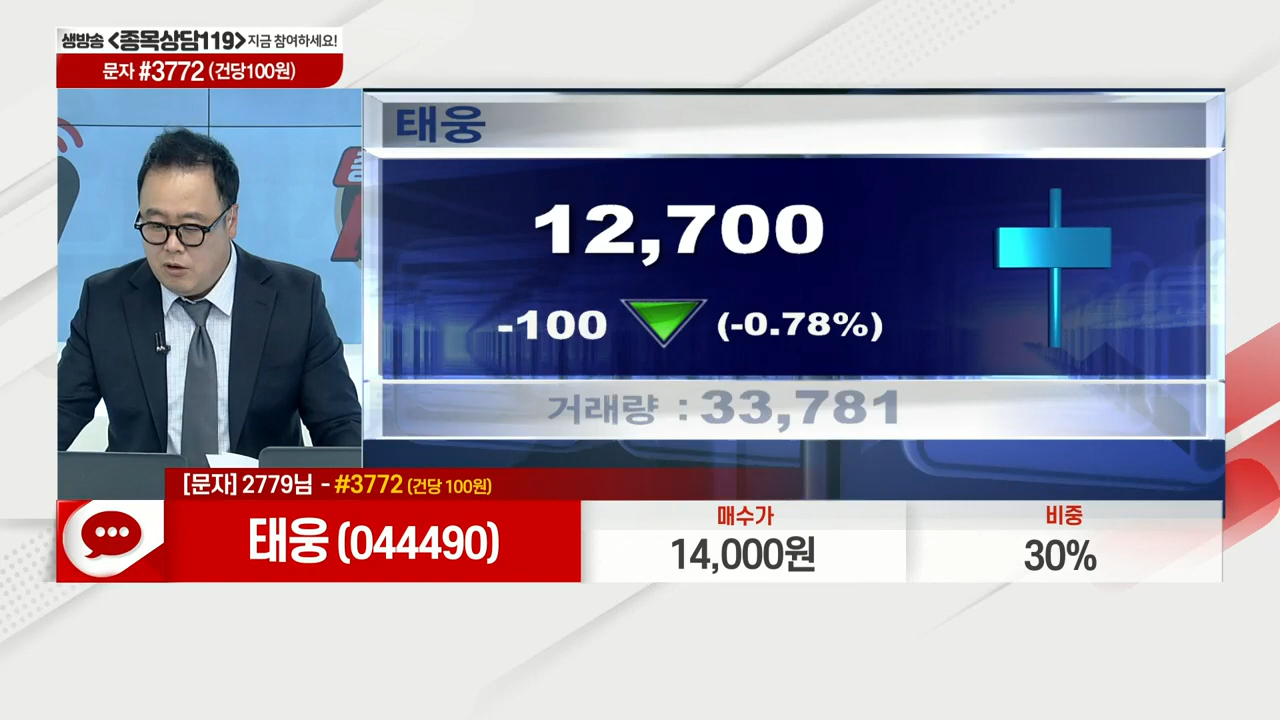 생방송 <종목상담119> 지금 참여하세요!
문자 #3772 (건당100원)
태웅
12,700
-100 (-0.78%)
거래량 : 33,781
[문자] 2779님 - #3772 (건당 100원)
태웅 (044490)
매수가
14,000원
비중
30%